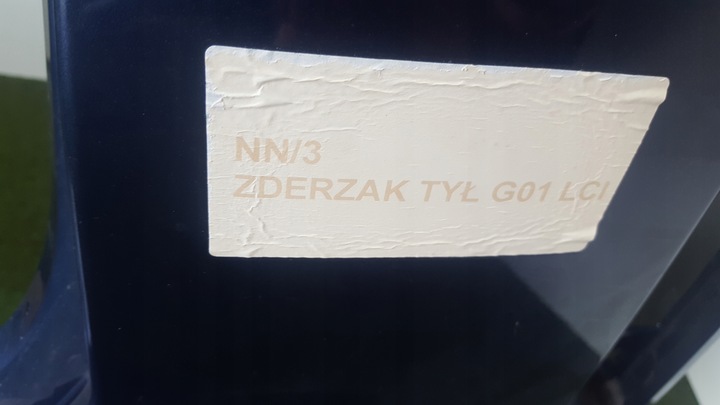 NN/3
ZDERZAK TYŁ G01 LCI